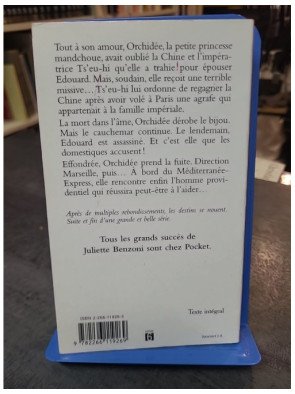 Tout à son amour, Orchidée, la petite princesse
mandchoue, avait oublié la Chine et l'impéra-
trice Ts'eu-hi qu'elle a trahie pour épouser
Edouard. Mais, soudain, elle reçoit une terrible
missive... Ts'eu-hi lui ordonne de regagner la
Chine après avoir volé à Paris une agrafe qui
appartenait à la famille impériale.
La mort dans l'âme, Orchidée dérobe le bijou.
Mais le cauchemar continue. Le lendemain,
Edouard est assassiné. Et c'est elle que les
domestiques accusent !
Effondrée, Orchidée prend la fuite. Direction
Marseille, puis... À bord du Méditerranée-
Express, elle rencontre enfin l'homme provi-
dentiel qui réussira peut-être à l'aider...
Après de multiples rebondissements, les destins se nouent.
Suite et fin d'une grande et belle série.
Tous les grands succès de
Juliette Benzoni sont chez Pocket.
Texte intégral
9 782266 119269